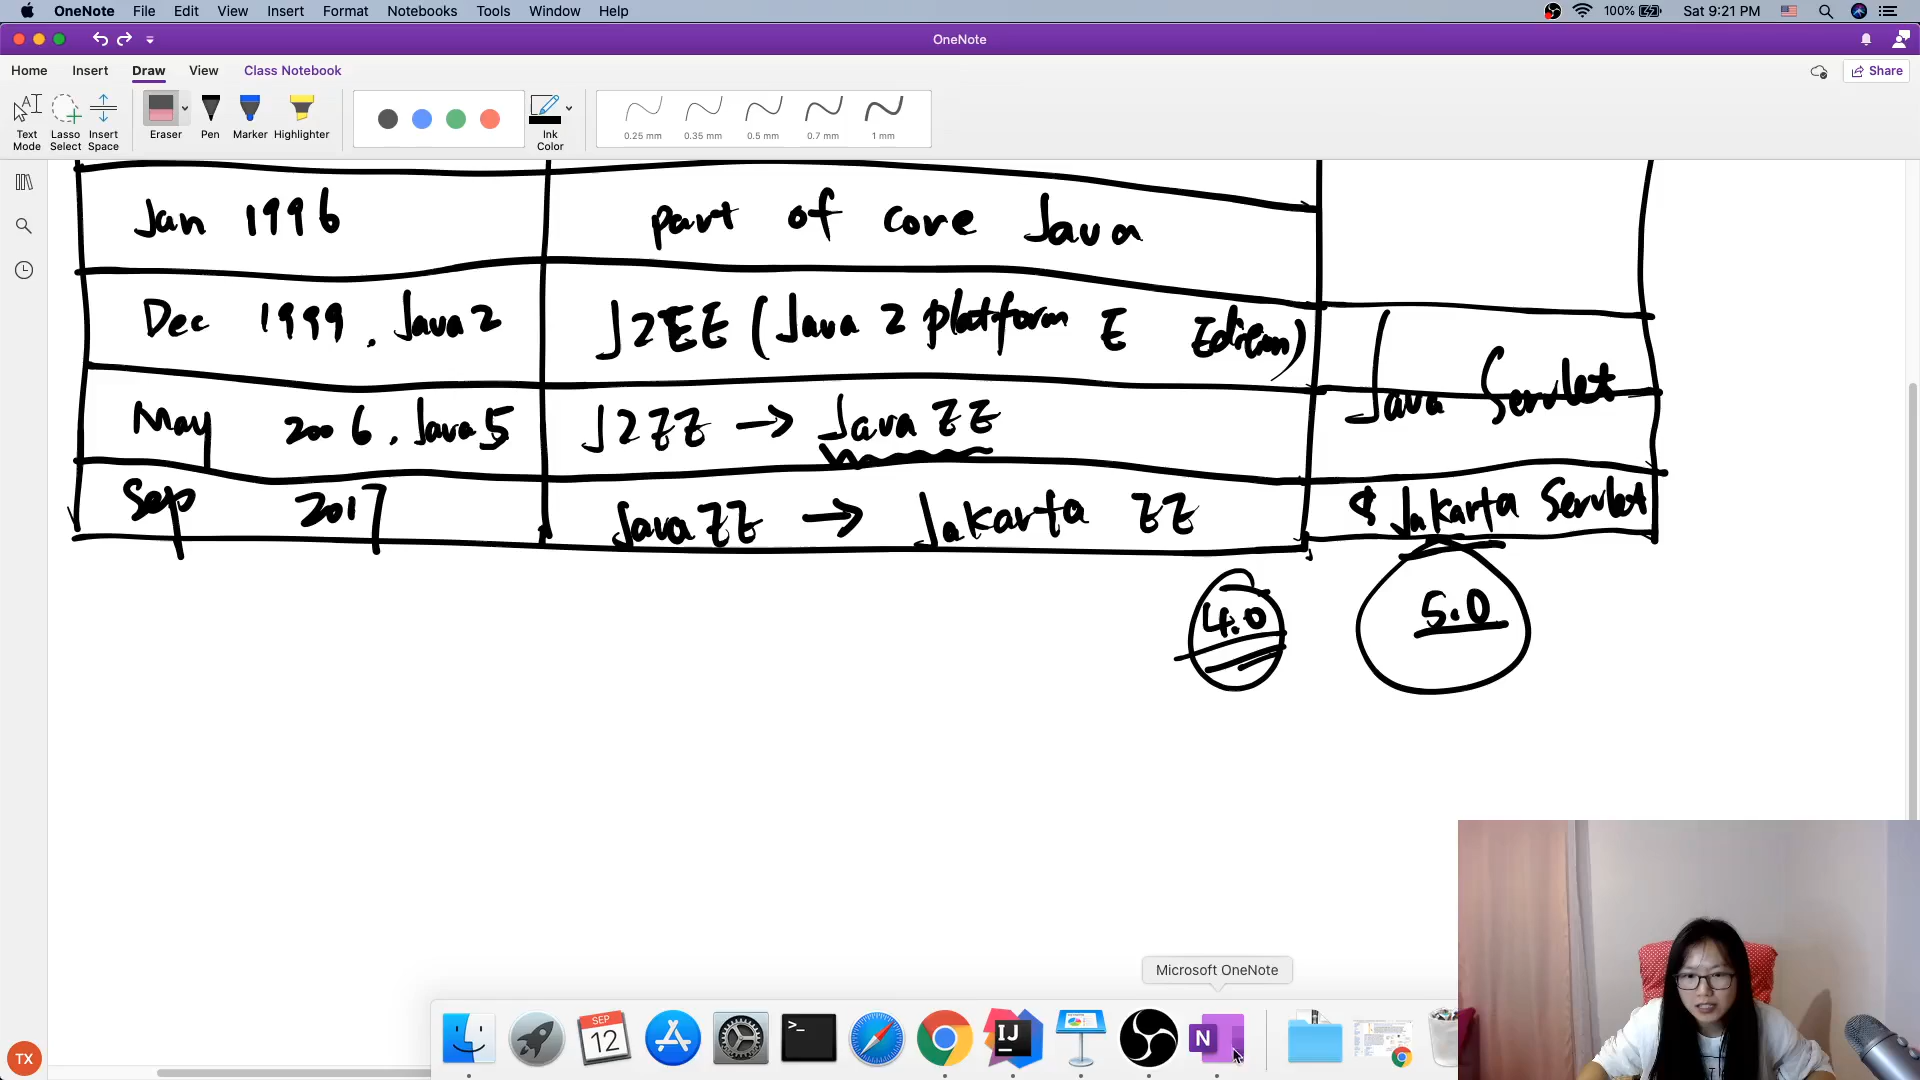 OneNote File Edit View Insert Format Notebooks Tools Window Help 100% Sat 9:21 PM
OneNote
Home Insert Draw View Class Notebook Share
Text Mode Lasso Select Insert Space Eraser Pen Marker Highlighter Ink Color 0.25 mm 0.35 mm 0.5 mm 0.7 mm 1 mm
Jan 1996 part of core Java
Dec 1999. Java 2 J2EE (Java 2 platform E Edition)
May 2006. Java 5 J2EE → Java EE Java Servlet
Sep 2017 Java EE → Jakarta EE & Jakarta Servlet
4.0 5.0
Microsoft OneNote
SEP
12
IJ
N
TX